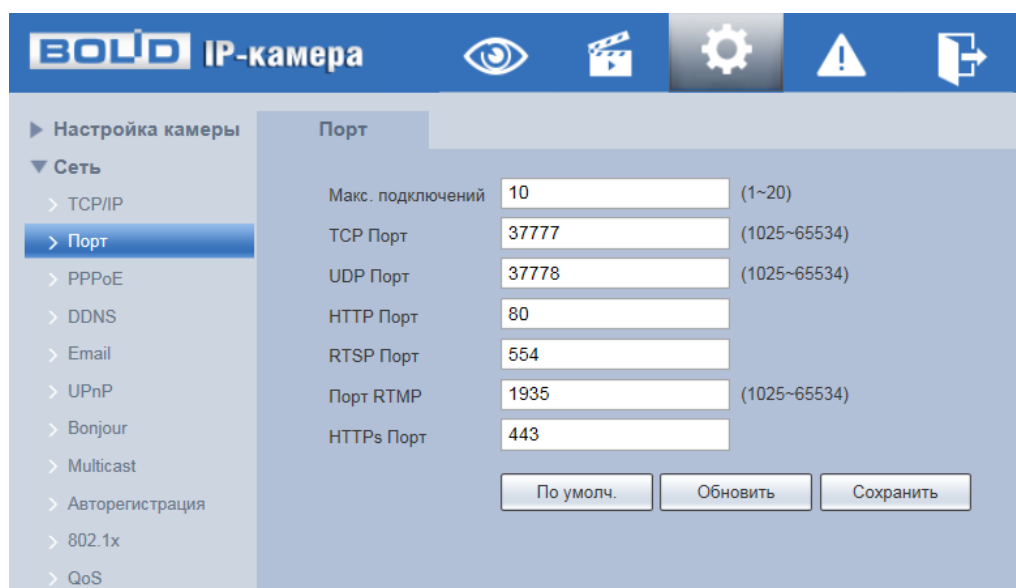 BOLID IP-камера
Настройка камеры
Сеть
TCP/IP
Порт
PPPoE
DDNS
Email
UPnP
Bonjour
Multicast
Авторегистрация
802.1x
QoS
Порт
Макс. подключений 10 (1~20)
TCP Порт 37777 (1025~65534)
UDP Порт 37778 (1025~65534)
HTTP Порт 80
RTSP Порт 554
Порт RTMP 1935 (1025~65534)
HTTPs Порт 443
По умолч. Обновить Сохранить